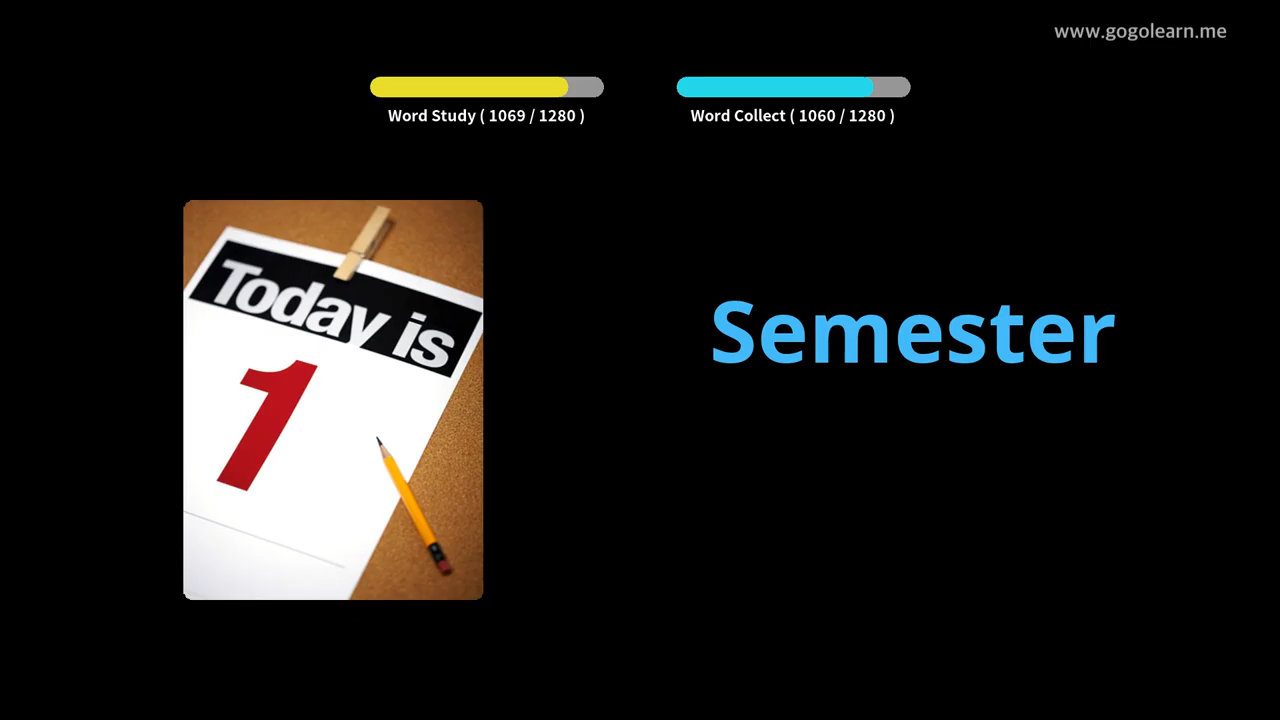 www.gogolearn.me
Word Study ( 1069 / 1280 )
Word Collect ( 1060 / 1280 )
Today is
1
Semester